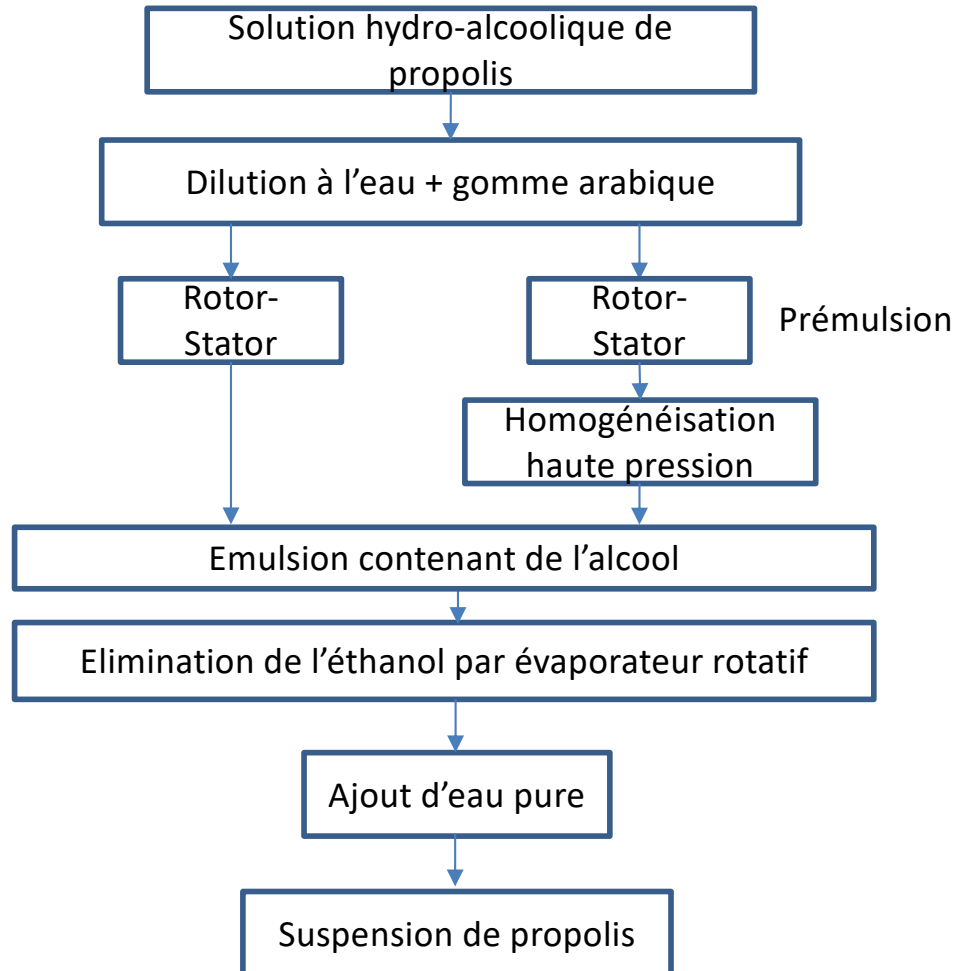 Solution hydro-alcoolique de
propolis
Dilution à l’eau + gomme arabique
Rotor-
Stator
Rotor-
Stator
Prémulsion
Homogénéisation
haute pression
Emulsion contenant de l’alcool
Elimination de l’éthanol par évaporateur rotatif
Ajout d’eau pure
Suspension de propolis